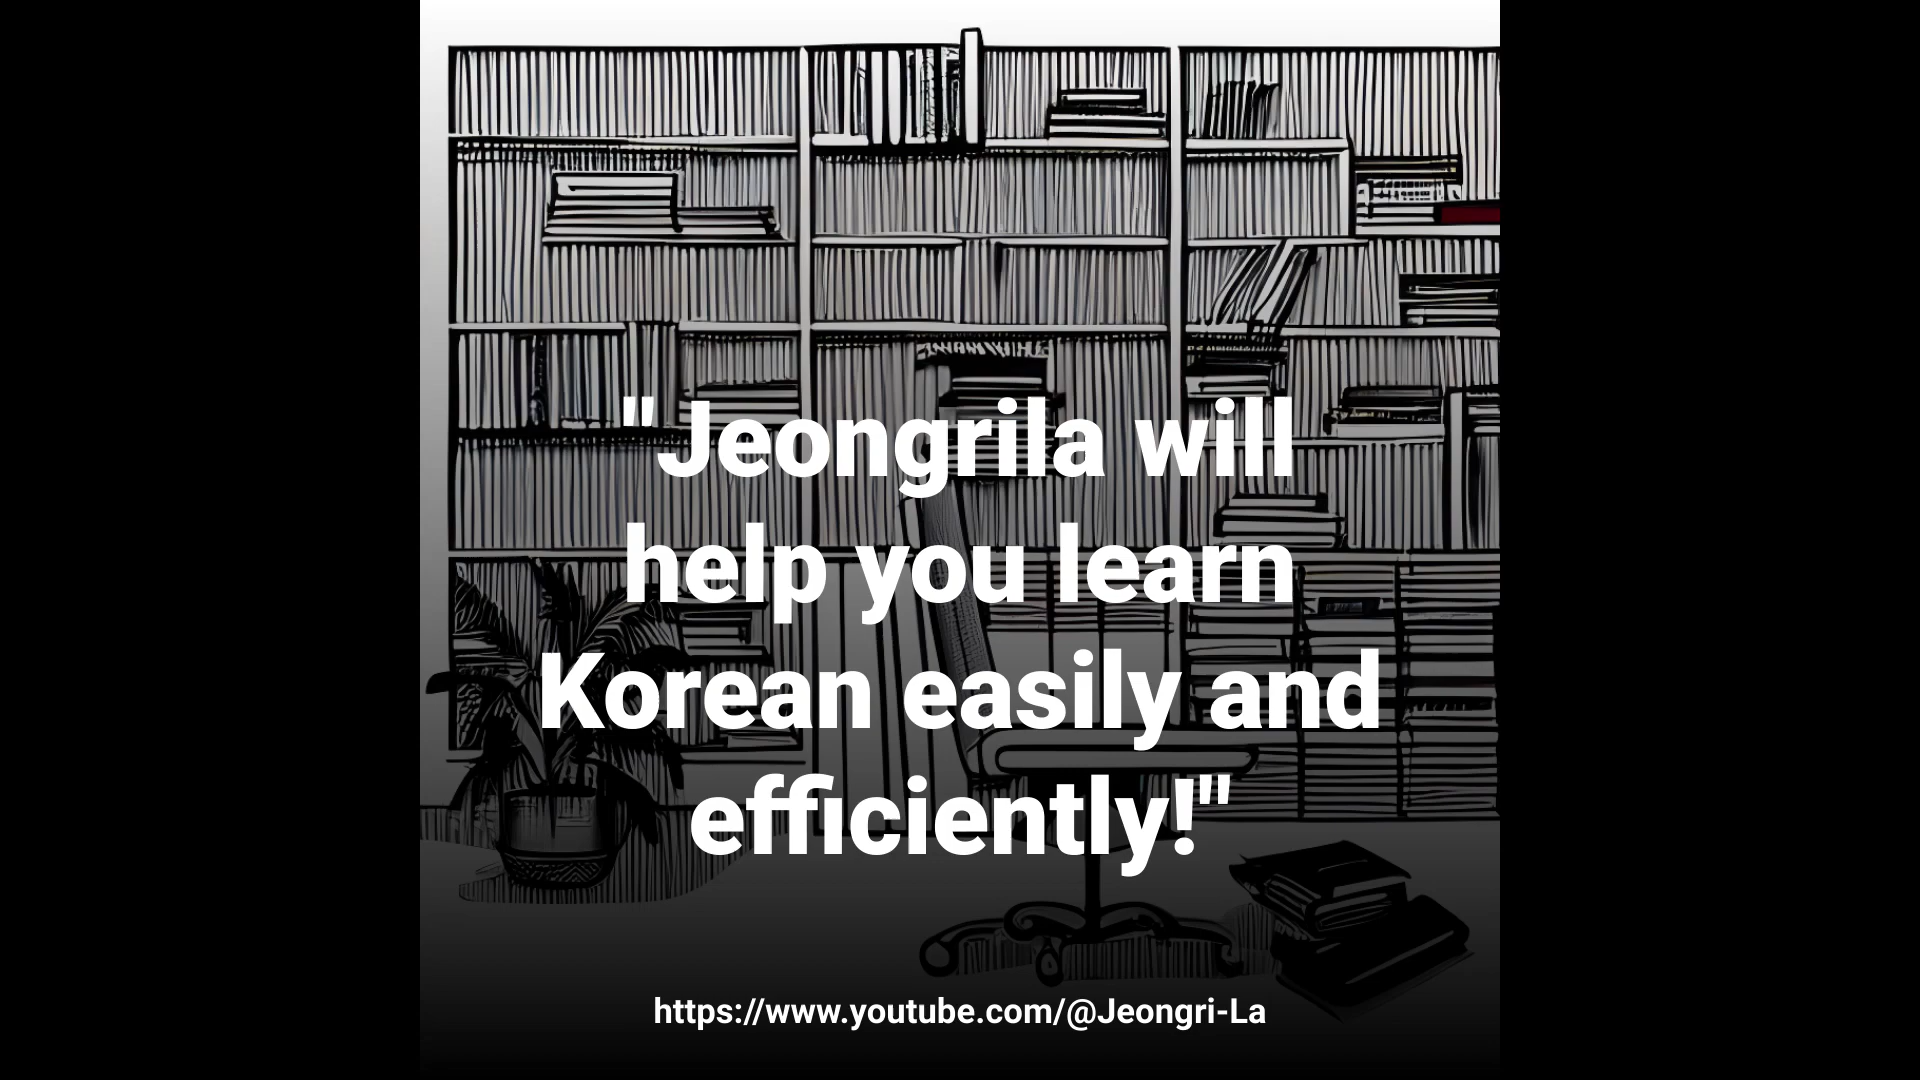 "Jeongrila will
help you learn
Korean easily and
efficiently!"
https://www.youtube.com/@Jeongri-La